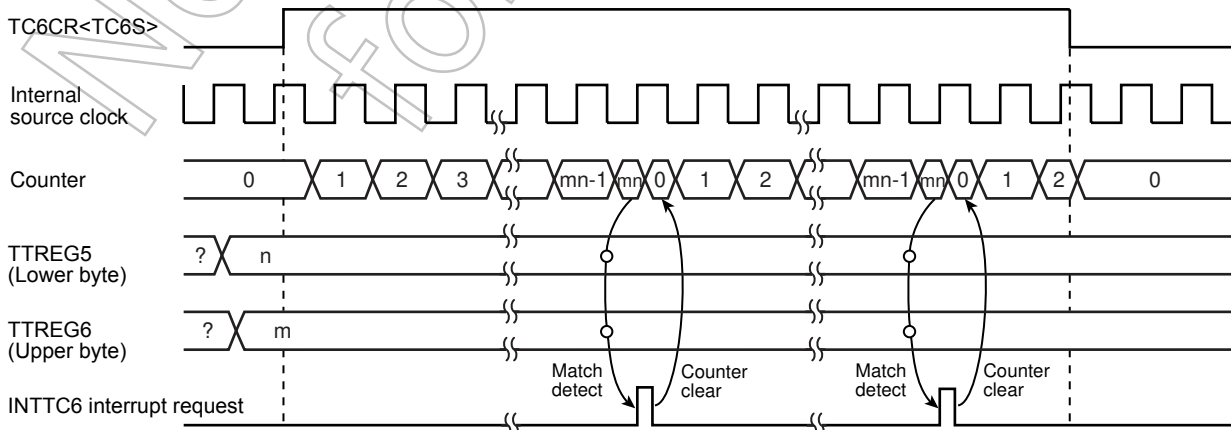 TC6CR<TC6S>
Internal
source clock
Counter
0 1 2 3 mn-1 mn 0 1 2 mn-1 mn 0 1 2 0
TTREG5
(Lower byte)
? n
TTREG6
(Upper byte)
? m
Match
detect
Counter
clear
Match
detect
Counter
clear
INTTC6 interrupt request